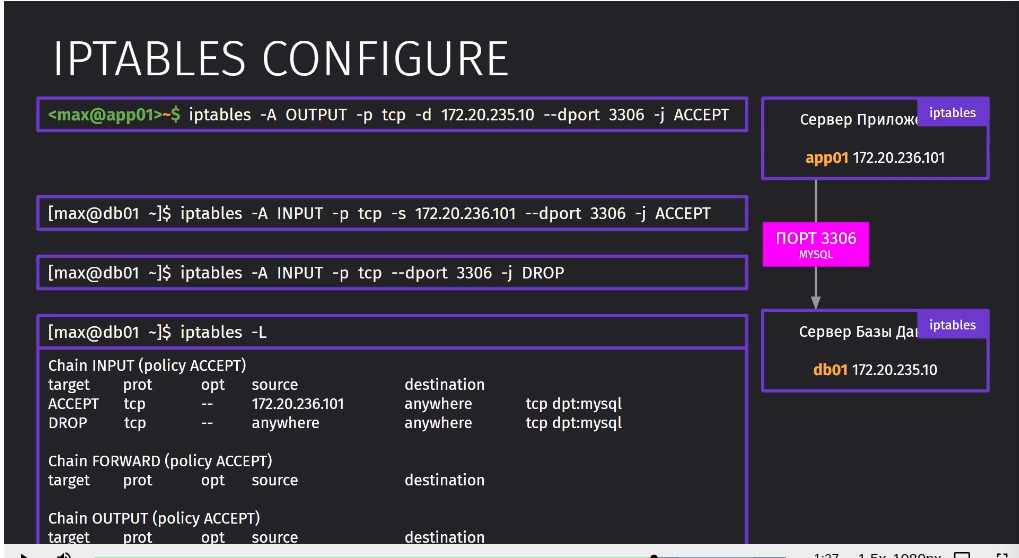 IPTABLES CONFIGURE
<max@app01>~$ iptables -A OUTPUT -p tcp -d 172.20.235.10 --dport 3306 -j ACCEPT
[max@db01 ~]$ iptables -A INPUT -p tcp -s 172.20.236.101 --dport 3306 -j ACCEPT
[max@db01 ~]$ iptables -A INPUT -p tcp --dport 3306 -j DROP
[max@db01 ~]$ iptables -L
Chain INPUT (policy ACCEPT)
target prot opt source destination
ACCEPT tcp -- 172.20.236.101 anywhere tcp dpt:mysql
DROP tcp -- anywhere anywhere tcp dpt:mysql
Chain FORWARD (policy ACCEPT)
target prot opt source destination
Chain OUTPUT (policy ACCEPT)
target prot opt source destination
iptables
Сервер
app01 172.20.236.101
ПОРТ 3306
MYSQL
iptables
Сервер Базы
db01 172.20.235.10
1:27 1.5x 1080px